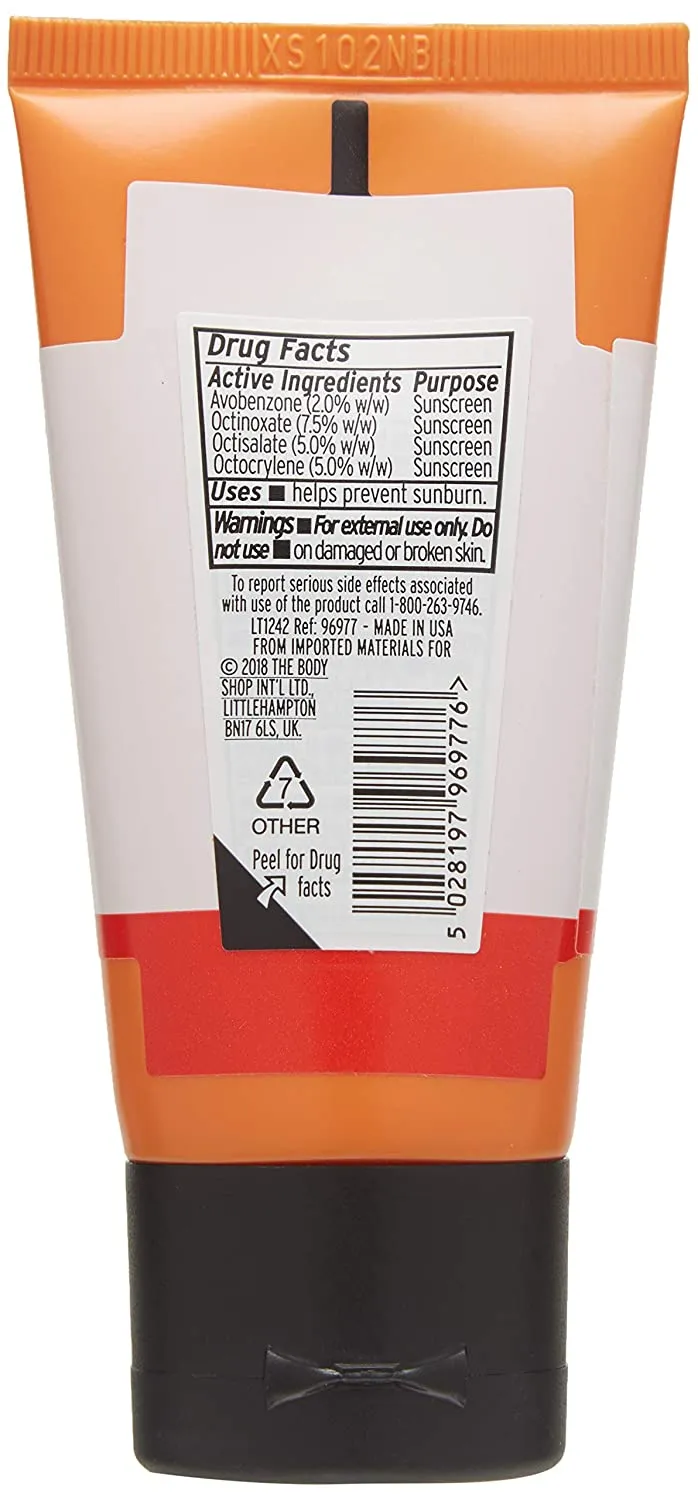 XS102NB
Drug Facts
Active Ingredients Purpose
Avobenzone (2.0% w/w) Sunscreen
Octinoxate (7.5% w/w) Sunscreen
Octisalate (5.0% w/w) Sunscreen
Octocrylene (5.0% w/w) Sunscreen
Uses ■ helps prevent sunburn.
Warnings ■ For external use only. Do
not use ■ on damaged or broken skin.
To report serious side effects associated
with use of the product call 1-800-263-9746.
LT1242 Ref: 96977 - MADE IN USA
FROM IMPORTED MATERIALS FOR
© 2018 THE BODY
SHOP INT'L LTD.,
LITTLEHAMPTON
BN17 6LS, UK.
7
OTHER
Peel for Drug
facts
5 028197 969776 >